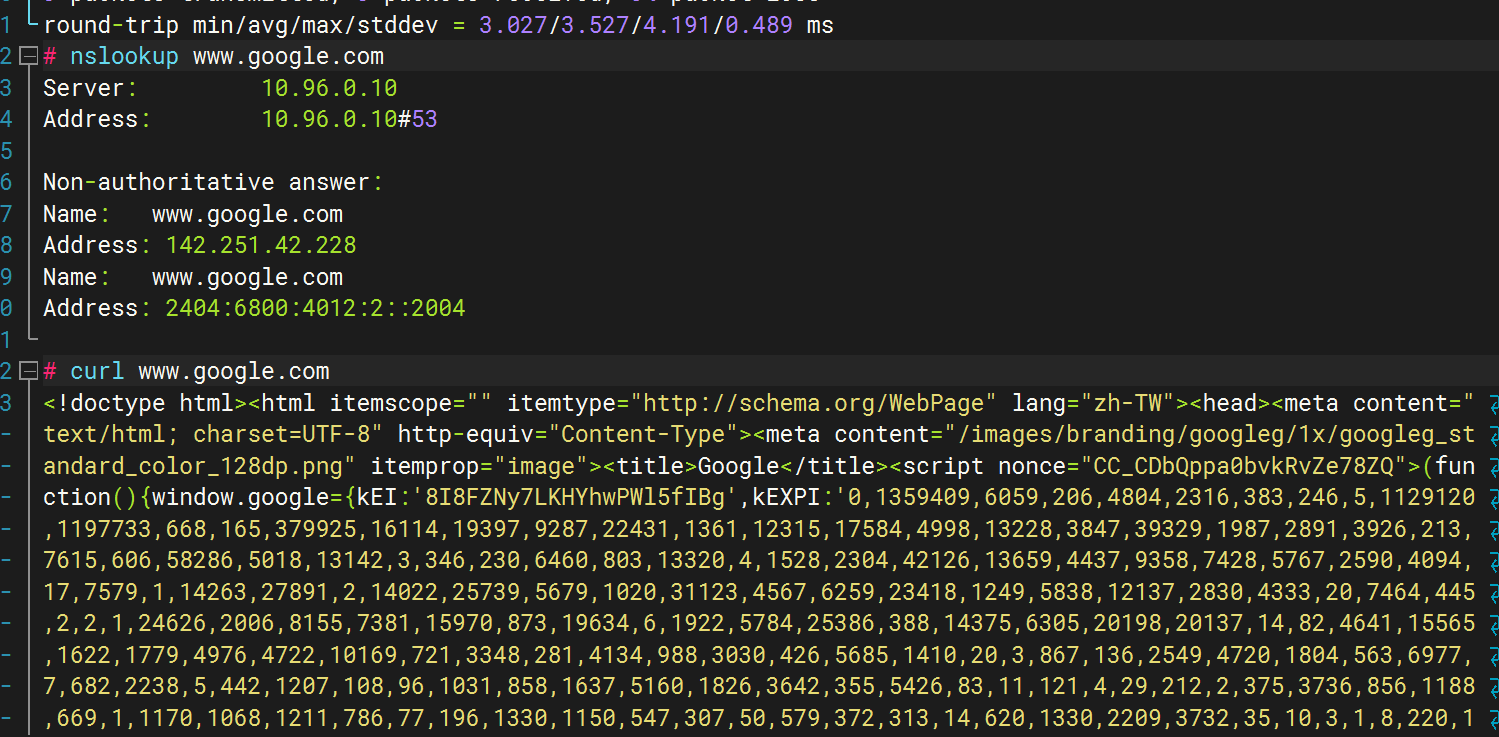 1 round-trip min/avg/max/stddev = 3.027/3.527/4.191/0.489 ms
2 # nslookup www.google.com
3 Server: 10.96.0.10
4 Address: 10.96.0.10#53
5
6 Non-authoritative answer:
7 Name: www.google.com
8 Address: 142.251.42.228
9 Name: www.google.com
0 Address: 2404:6800:4012:2::2004
1
2 # curl www.google.com
3 <!doctype html><html itemscope="" itemtype="http://schema.org/WebPage" lang="zh-TW"><head><meta content="
text/html; charset=UTF-8" http-equiv="Content-Type"><meta content="/images/branding/googleg/1x/googleg_st
andard_color_128dp.png" itemprop="image"><title>Google</title><script nonce="CC_CDbQppa0bvkRvZe78ZQ">(fun
ction(){window.google={kEI:'8I8FZNy7LKHYhwPWl5fIBg',kEXPI:'0,1359409,6059,206,4804,2316,383,246,5,1129120
,1197733,668,165,379925,16114,19397,9287,22431,1361,12315,17584,4998,13228,3847,39329,1987,2891,3926,213,
7615,606,58286,5018,13142,3,346,230,6460,803,13320,4,1528,2304,42126,13659,4437,9358,7428,5767,2590,4094,
17,7579,1,14263,27891,2,14022,25739,5679,1020,31123,4567,6259,23418,1249,5838,12137,2830,4333,20,7464,445
,2,2,1,24626,2006,8155,7381,15970,873,19634,6,1922,5784,25386,388,14375,6305,20198,20137,14,82,4641,15565
,1622,1779,4976,4722,10169,721,3348,281,4134,988,3030,426,5685,1410,20,3,867,136,2549,4720,1804,563,6977,
7,682,2238,5,442,1207,108,96,1031,858,1637,5160,1826,3642,355,5426,83,11,121,4,29,212,2,375,3736,856,1188
,669,1,1170,1068,1211,786,77,196,1330,1150,547,307,50,579,372,313,14,620,1330,2209,3732,35,10,3,1,8,220,1